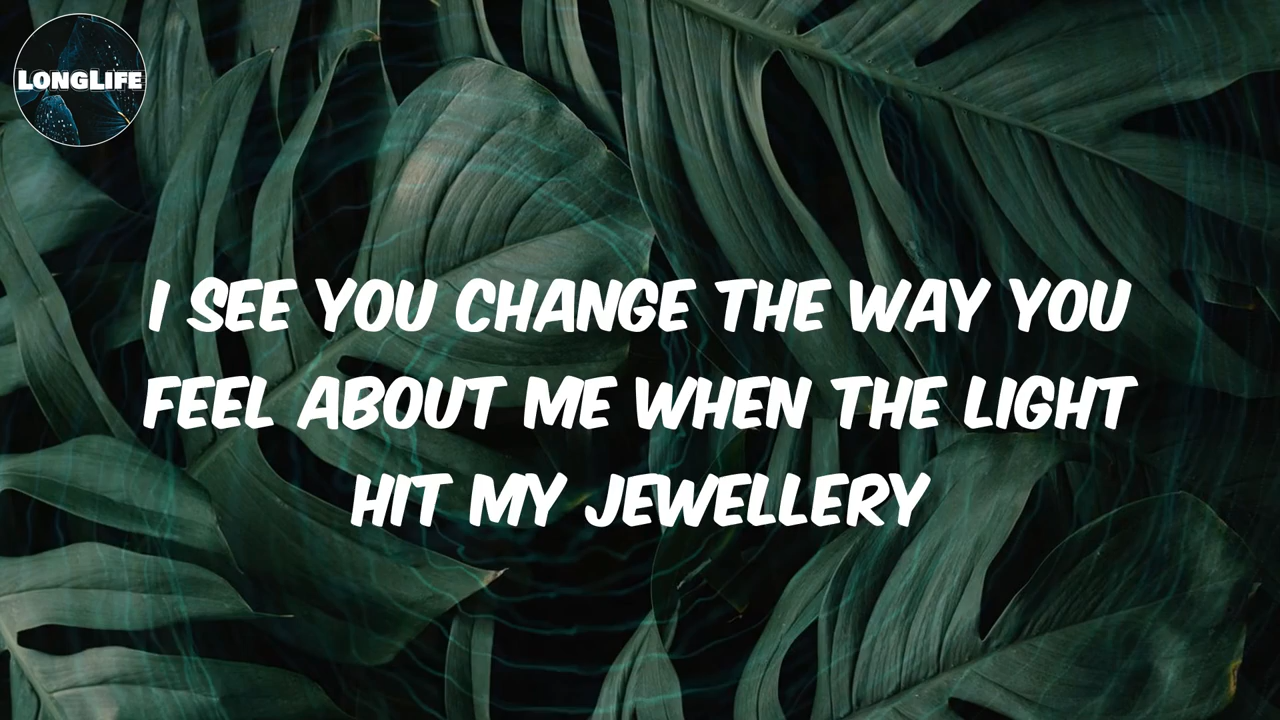 LONGLIFE
I SEE YOU CHANGE THE WAY YOU
FEEL ABOUT ME WHEN THE LIGHT
HIT MY JEWELLERY